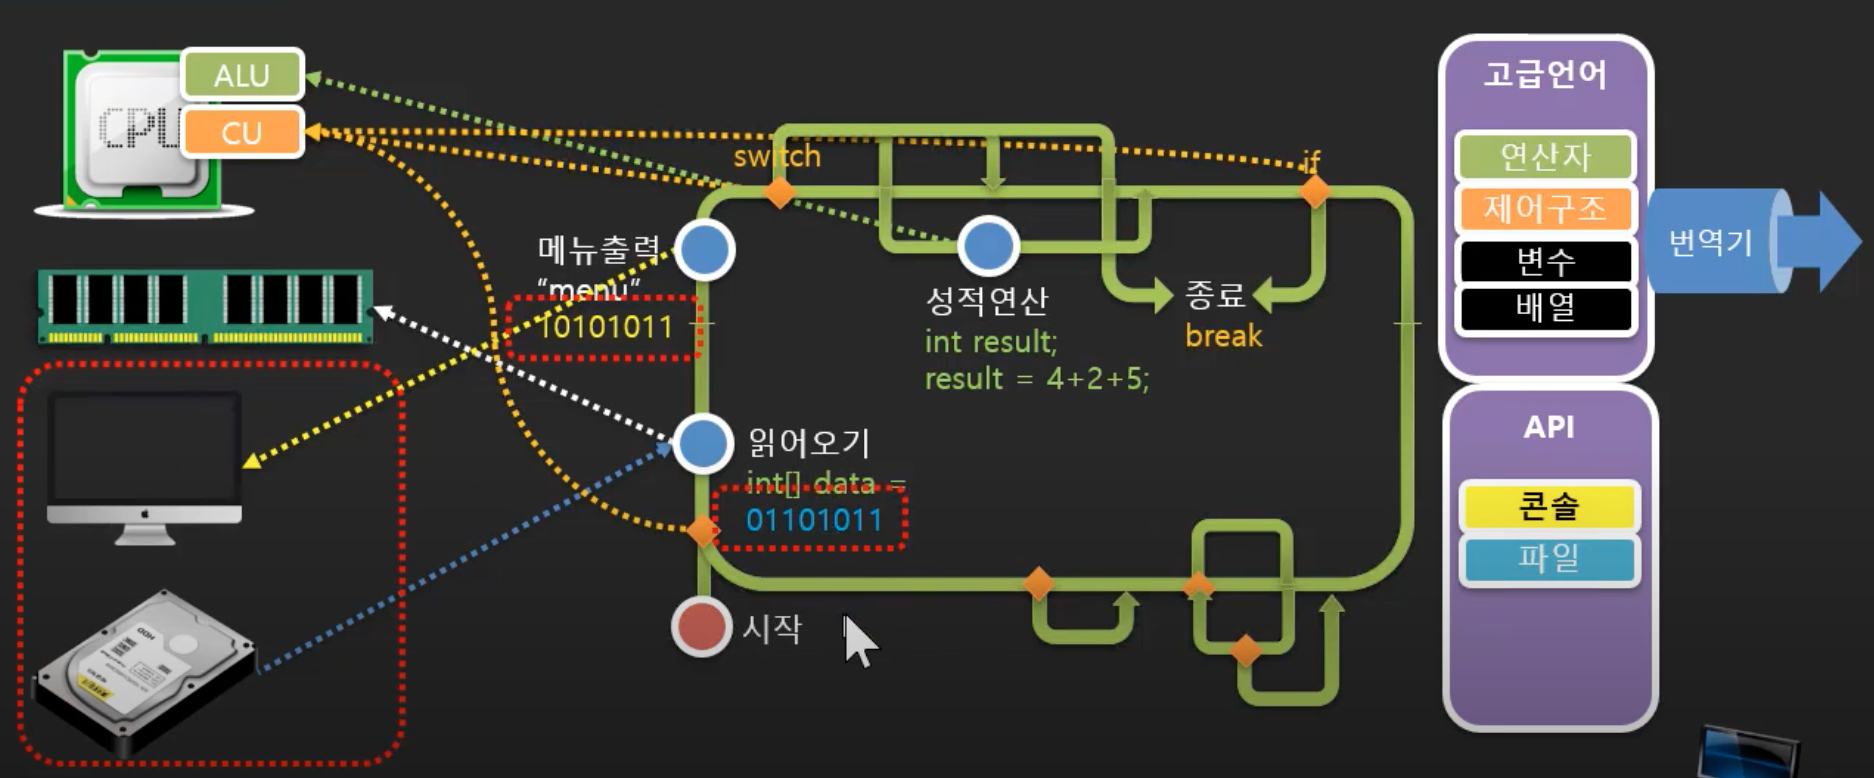 ALU
CPU
CU
switch
if
메뉴출력
"menu"
10101011
성적연산
int result;
result = 4+2+5;
종료
break
읽어오기
int[] data =
01101011
시작
고급언어
연산자
제어구조
변수
배열
번역기
API
콘솔
파일
HDD